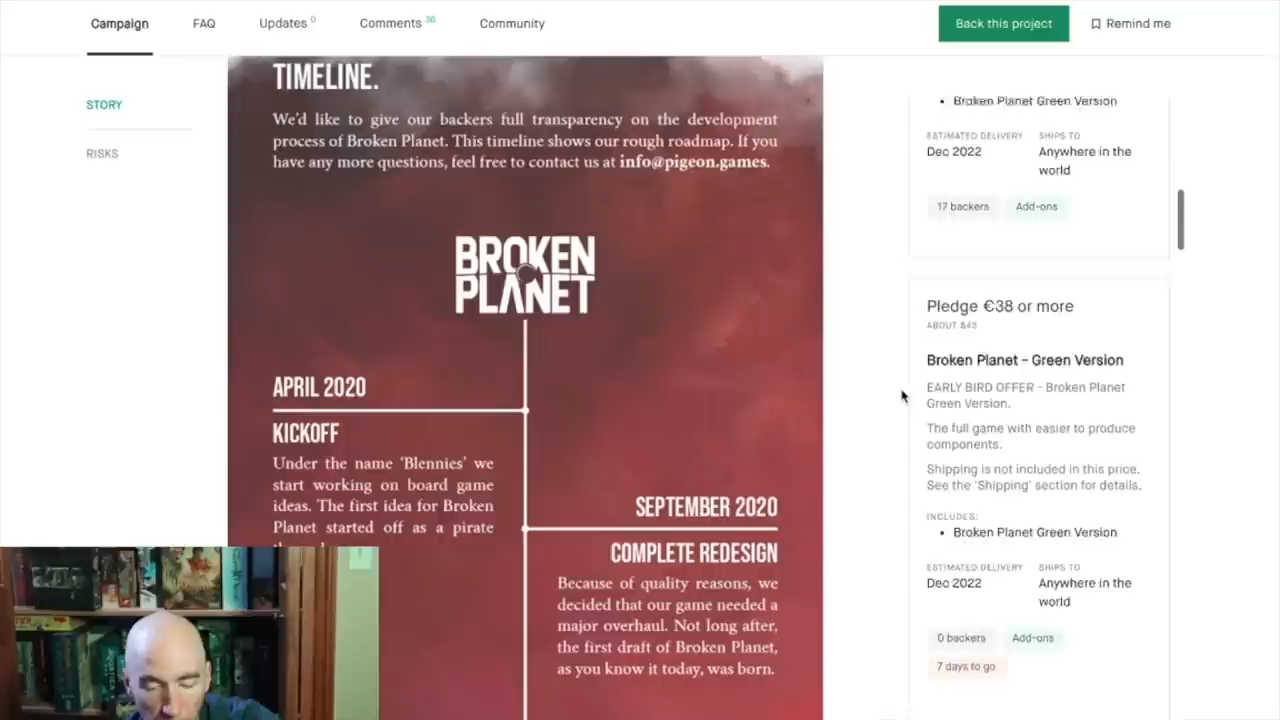 Campaign
FAQ
Updates 0
Comments 36
Community
Back this project
Remind me
STORY
RISKS
TIMELINE.
We'd like to give our backers full transparency on the development
process of Broken Planet. This timeline shows our rough roadmap. If you
have any more questions, feel free to contact us at info@pigeon.games.
BROKEN
PLANET
APRIL 2020
KICKOFF
Under the name 'Blennies' we
start working on board game
ideas. The first idea for Broken
Planet started off as a pirate
SEPTEMBER 2020
COMPLETE REDESIGN
Because of quality reasons, we
decided that our game needed a
major overhaul. Not long after,
the first draft of Broken Planet,
as you know it today, was born.
Broken Planet Green Version
ESTIMATED DELIVERY
SHIPS TO
Dec 2022
Anywhere in the
world
17 backers
Add-ons
Pledge €38 or more
ABOUT $43
Broken Planet - Green Version
EARLY BIRD OFFER - Broken Planet
Green Version.
The full game with easier to produce
components.
Shipping is not included in this price.
See the 'Shipping' section for details.
INCLUDES:
Broken Planet Green Version
ESTIMATED DELIVERY
SHIPS TO
Dec 2022
Anywhere in the
world
0 backers
Add-ons
7 days to go